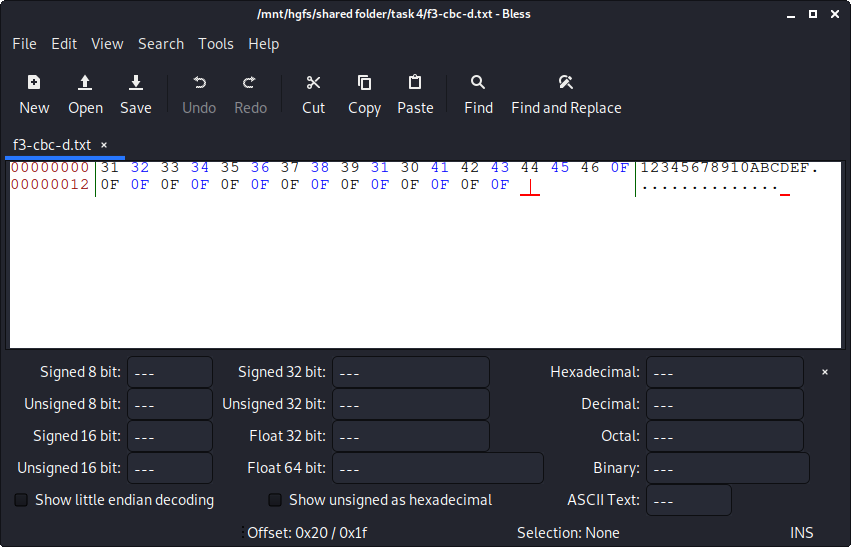 /mnt/hgfs/shared folder/task 4/f3-cbc-d.txt - Bless
File Edit View Search Tools Help
New Open Save Undo Redo Cut Copy Paste Find Find and Replace
f3-cbc-d.txt ×
00000000 31 32 33 34 35 36 37 38 39 31 30 41 42 43 44 45 46 0F 12345678910ABCDEF.
00000012 0F 0F 0F 0F 0F 0F 0F 0F 0F 0F 0F 0F 0F 0F ..............
Signed 8 bit: --- Signed 32 bit: --- Hexadecimal: --- ×
Unsigned 8 bit: --- Unsigned 32 bit: --- Decimal: ---
Signed 16 bit: --- Float 32 bit: --- Octal: ---
Unsigned 16 bit: --- Float 64 bit: --- Binary: ---
Show little endian decoding Show unsigned as hexadecimal ASCII Text: ---
Offset: 0x20 / 0x1f Selection: None INS